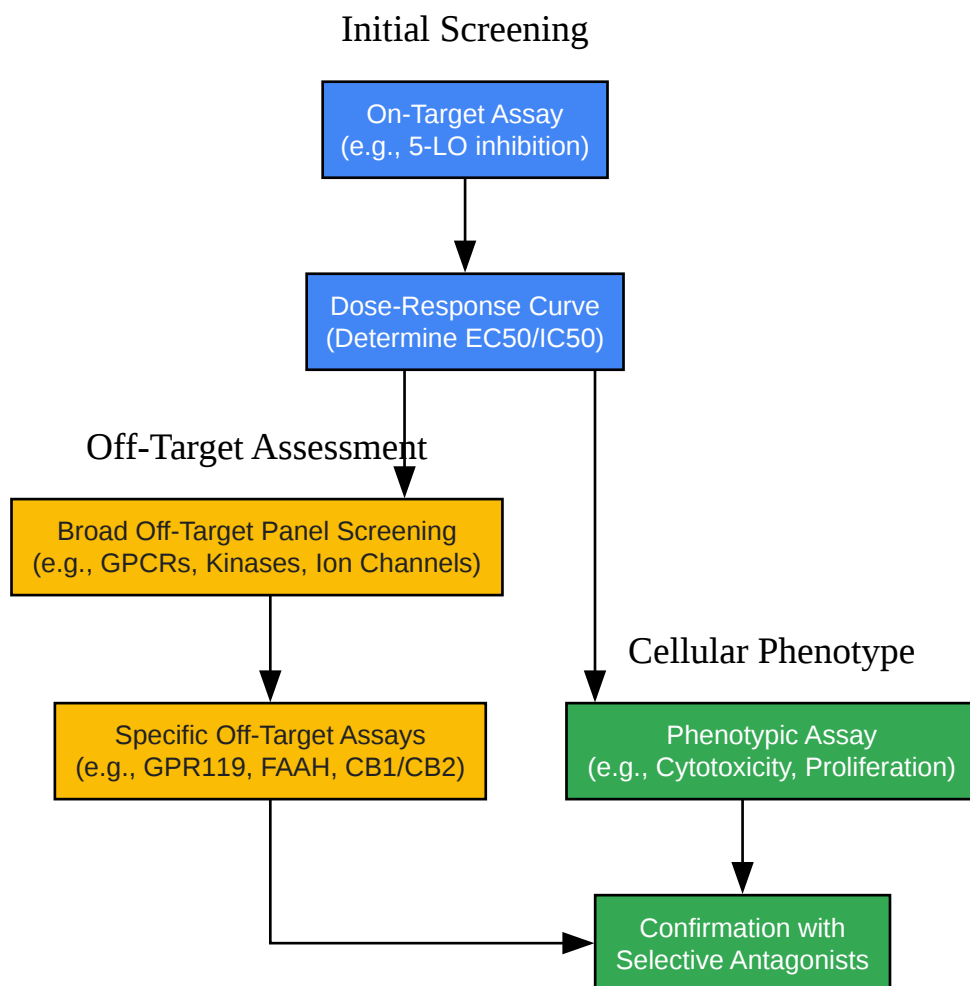 Initial Screening
On-Target Assay
(e.g., 5-LO inhibition)
Dose-Response Curve
(Determine EC50/IC50)
Off-Target Assessment
Broad Off-Target Panel Screening
(e.g., GPCRs, Kinases, Ion Channels)
Cellular Phenotype
Specific Off-Target Assays
(e.g., GPR119, FAAH, CB1/CB2)
Phenotypic Assay
(e.g., Cytotoxicity, Proliferation)
Confirmation with
Selective Antagonists